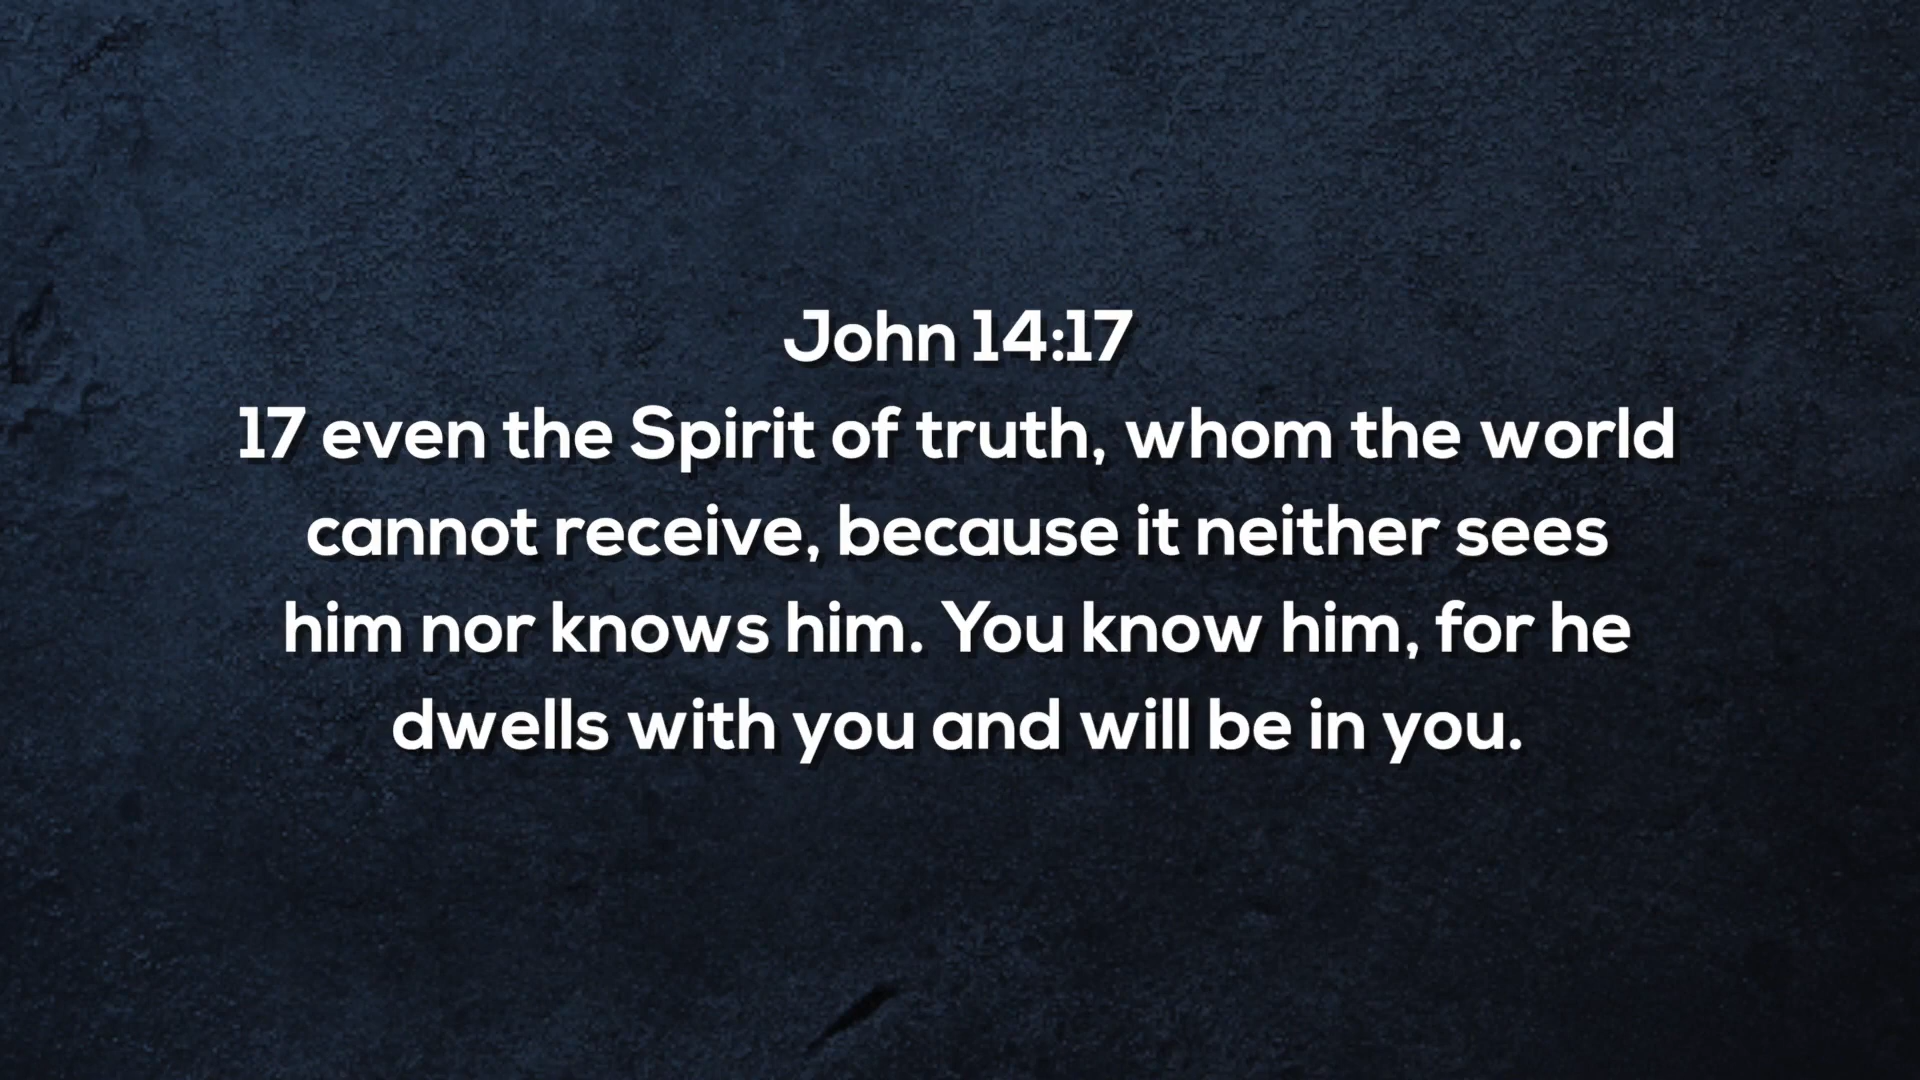 John 14:17
17 even the Spirit of truth, whom the world
cannot receive, because it neither sees
him nor knows him. You know him, for he
dwells with you and will be in you.